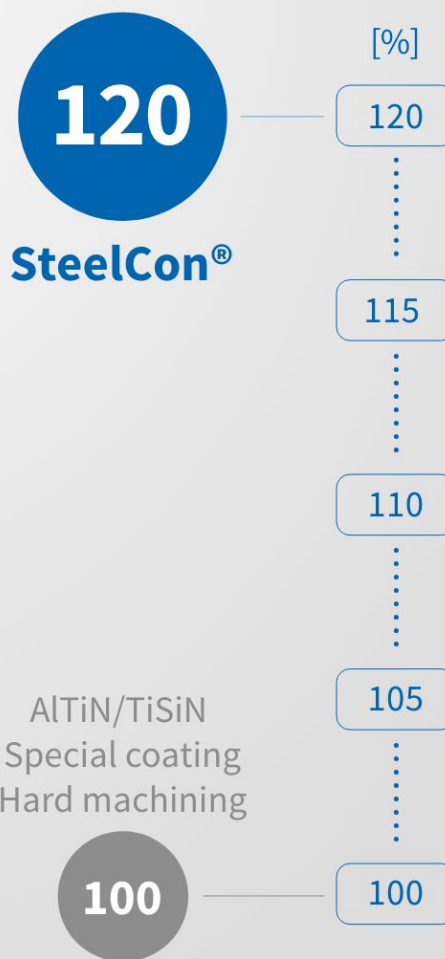 [%]
120
120
SteelCon®
115
110
105
AlTiN/TiSiN
Special coating
Hard machining
100
100